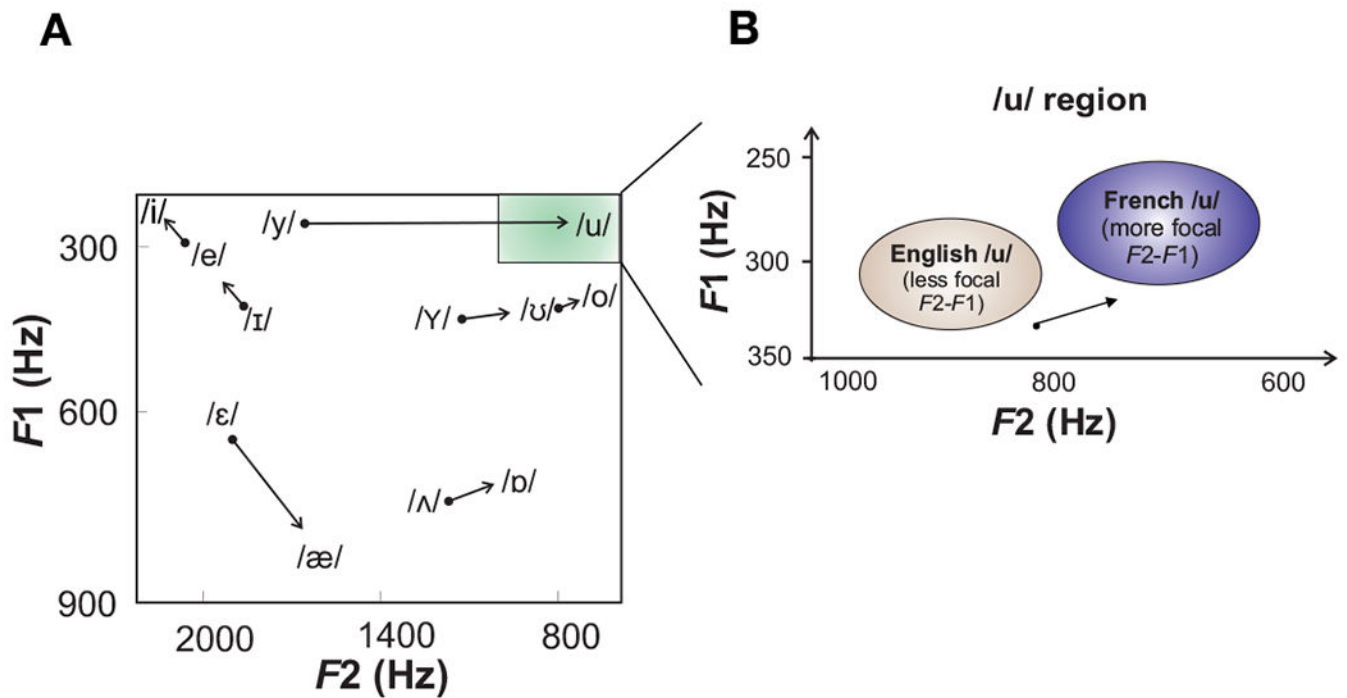 A
/i/
/e/
/y/
/u/
300
/ɪ/
/Y/
/ʊ/
/o/
F1 (Hz)
600
/ɛ/
/ʌ/
/ɒ/
/æ/
900
2000
1400
800
F2 (Hz)
B
/u/ region
250
300
350
F1 (Hz)
French /u/
(more focal
F2-F1)
English /u/
(less focal
F2-F1)
1000
800
600
F2 (Hz)